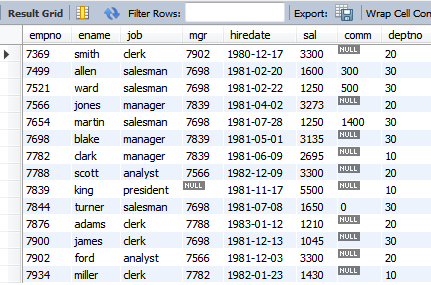 Result Grid Filter Rows: Export: Wrap Cell Con
empno ename job mgr hiredate sal comm deptno
7369 smith clerk 7902 1980-12-17 3300 NULL 20
7499 allen salesman 7698 1981-02-20 1600 300 30
7521 ward salesman 7698 1981-02-22 1250 500 30
7566 jones manager 7839 1981-04-02 3273 NULL 20
7654 martin salesman 7698 1981-07-28 1250 1400 30
7698 blake manager 7839 1981-05-01 3135 NULL 30
7782 clark manager 7839 1981-06-09 2695 NULL 10
7788 scott analyst 7566 1982-12-09 3300 NULL 20
7839 king president NULL 1981-11-17 5500 NULL 10
7844 turner salesman 7698 1981-07-08 1650 0 30
7876 adams clerk 7788 1983-01-12 1210 NULL 20
7900 james clerk 7698 1981-12-13 1045 NULL 30
7902 ford analyst 7566 1981-12-03 3300 NULL 20
7934 miller clerk 7782 1982-01-23 1430 NULL 10